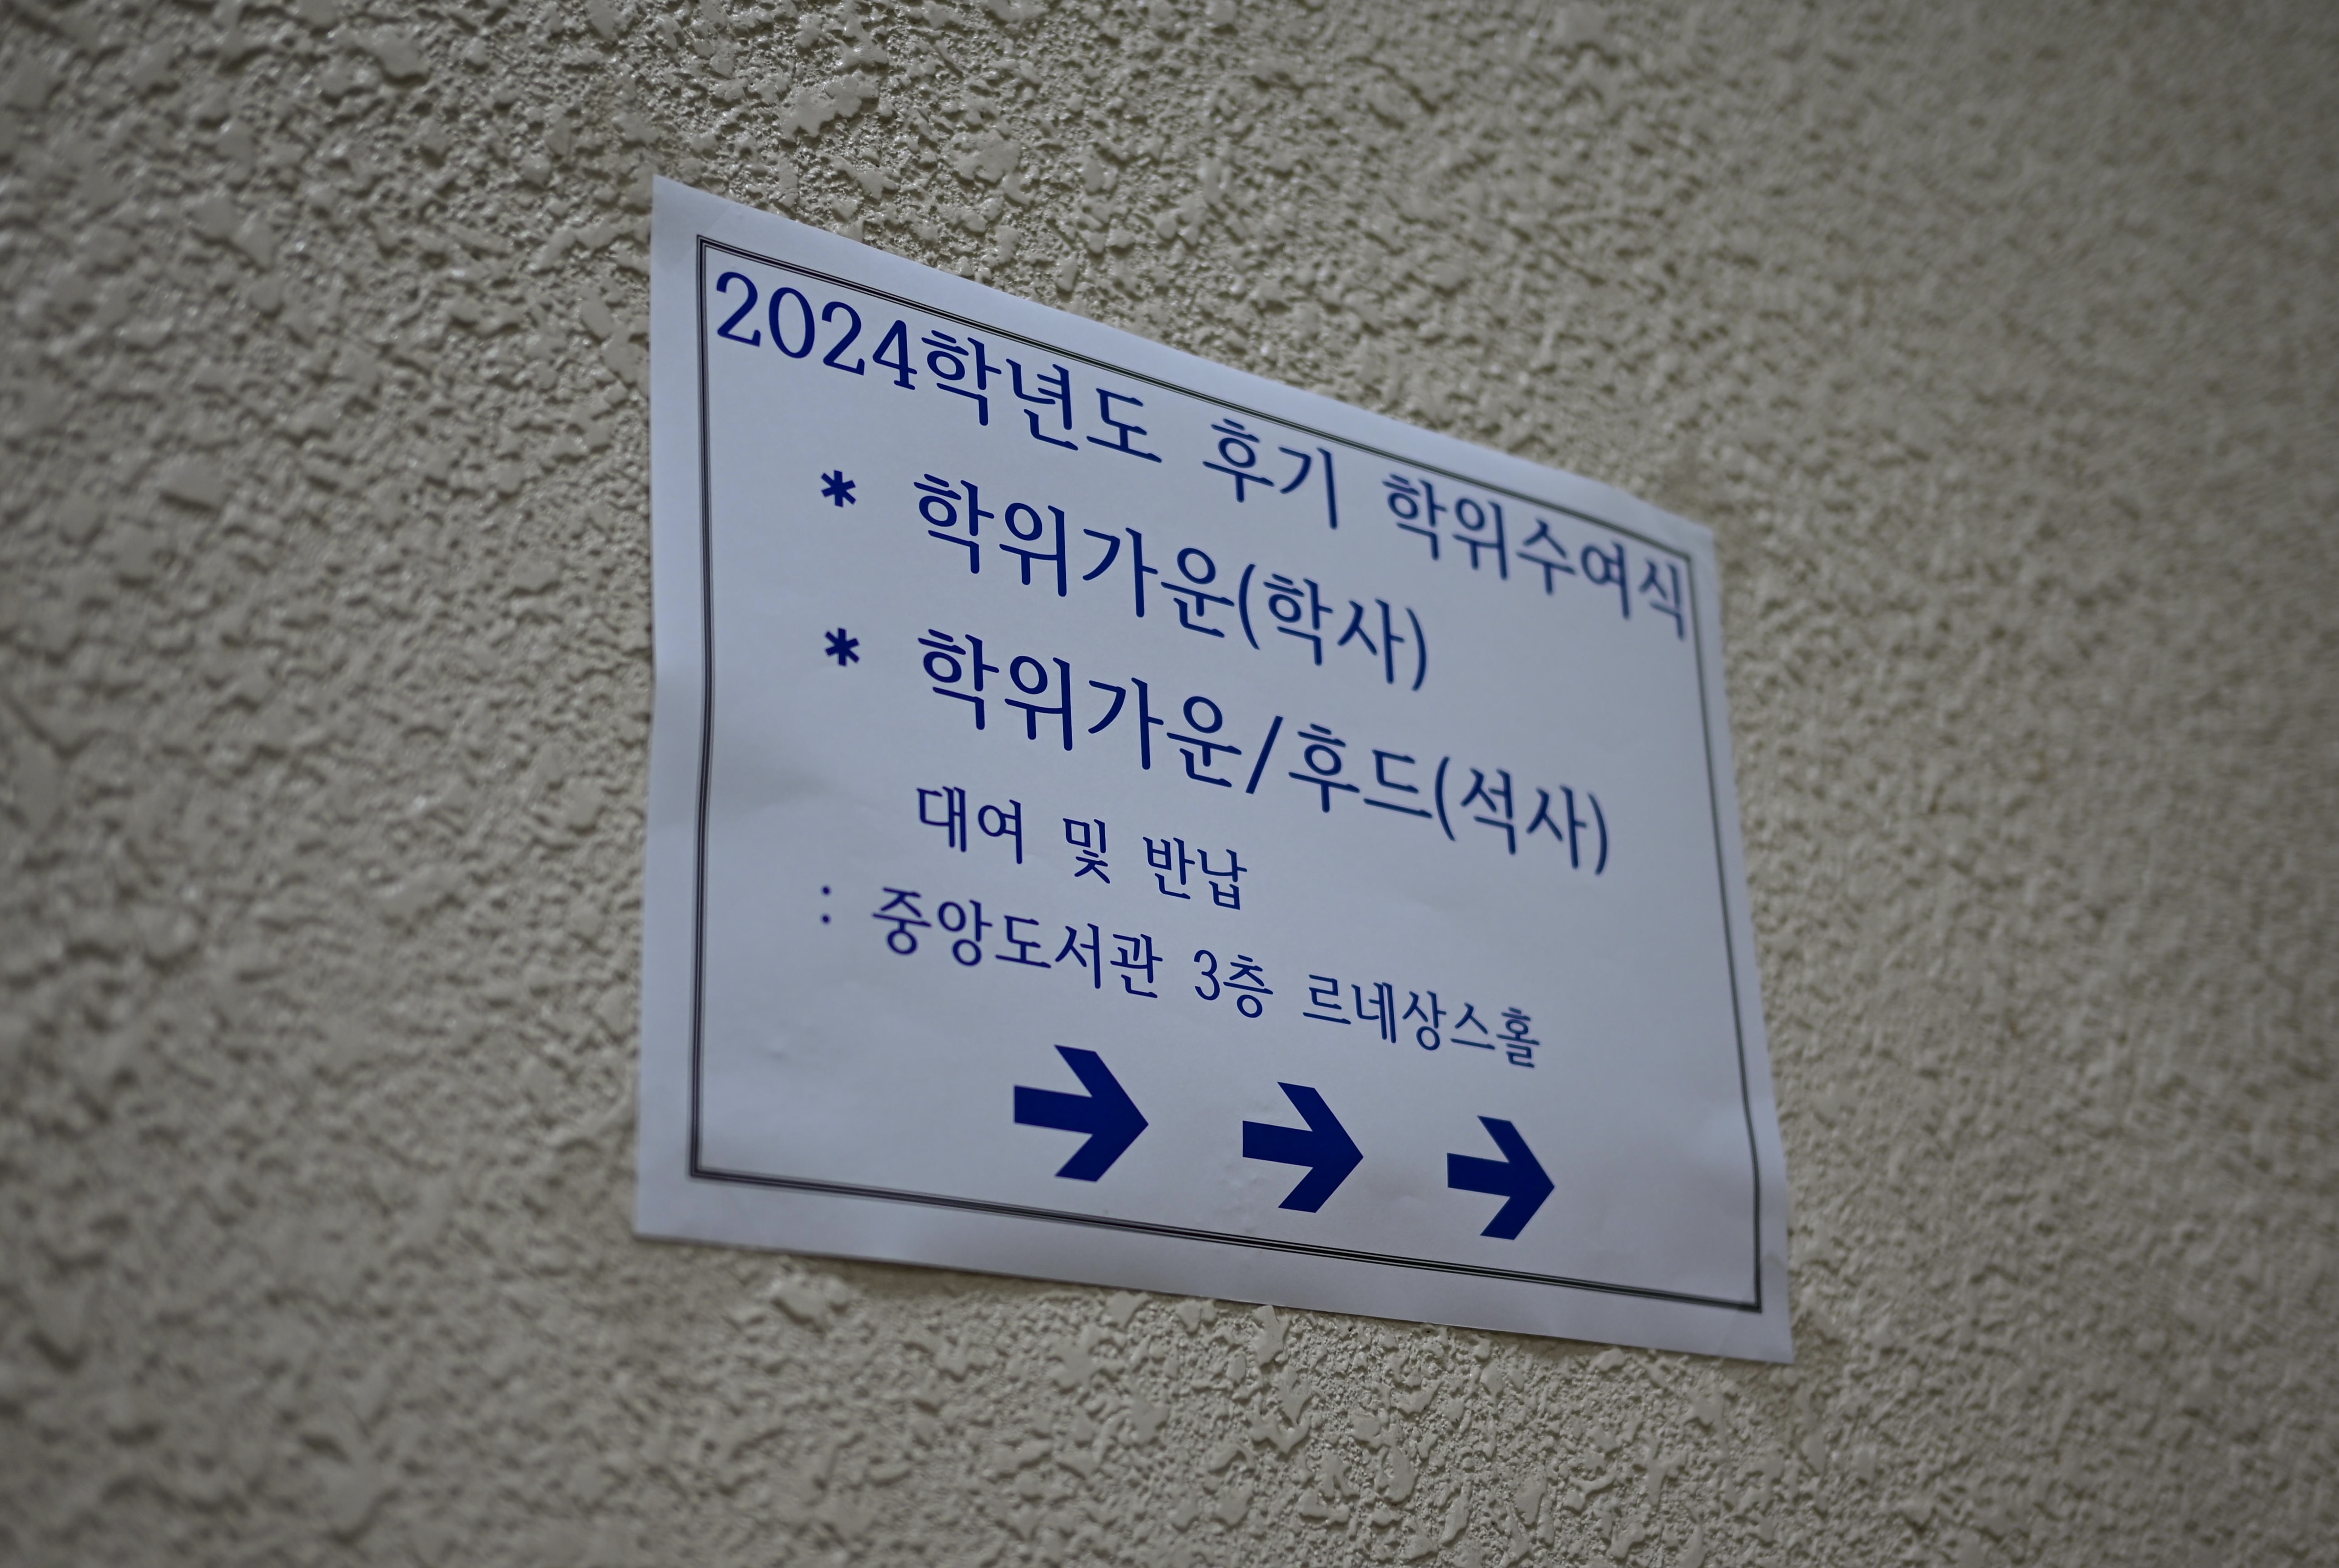 2024학년도 후기 학위수여식
* 학위가운(학사)
* 학위가운/후드(석사)
대여 및 반납
: 중앙도서관 3층 르네상스홀